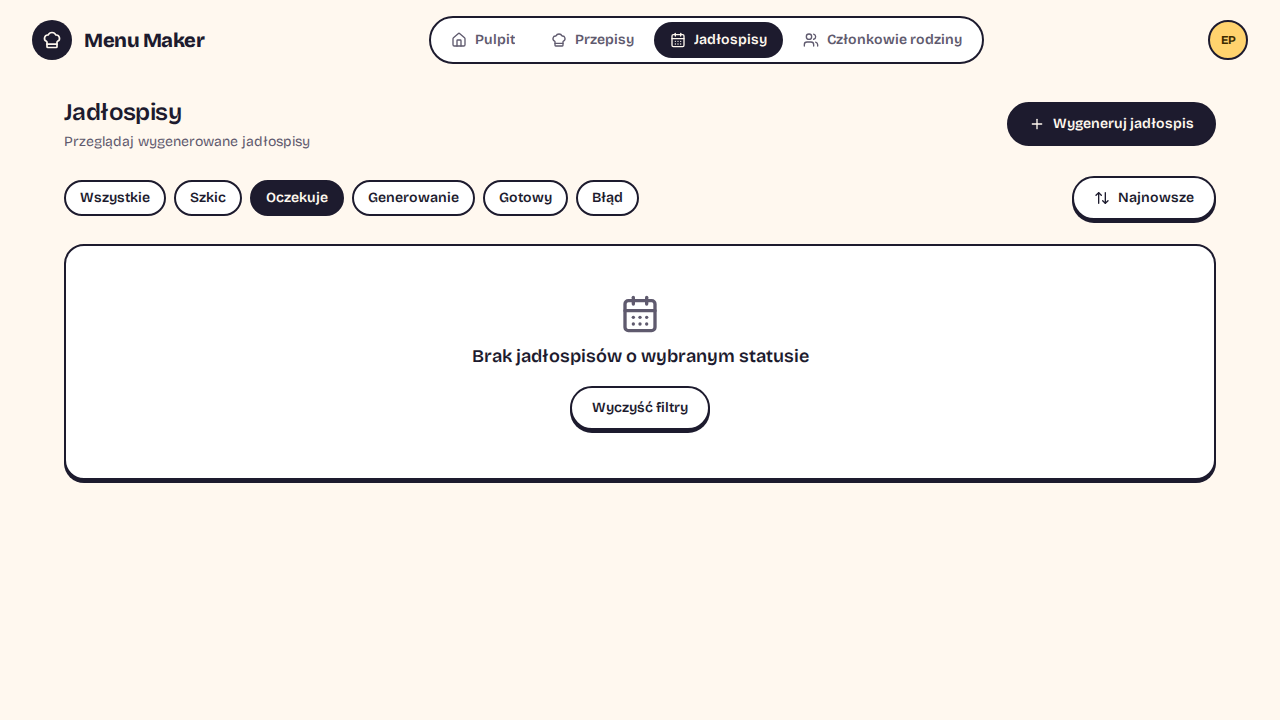 Menu Maker
Pulpit
Przepisy
Jadłospisy
Członkowie rodziny
EP
Jadłospisy
Przeglądaj wygenerowane jadłospisy
Wygeneruj jadłospis
Wszystkie
Szkic
Oczekuje
Generowanie
Gotowy
Błąd
Najnowsze
Brak jadłospisów o wybranym statusie
Wyczyść filtry